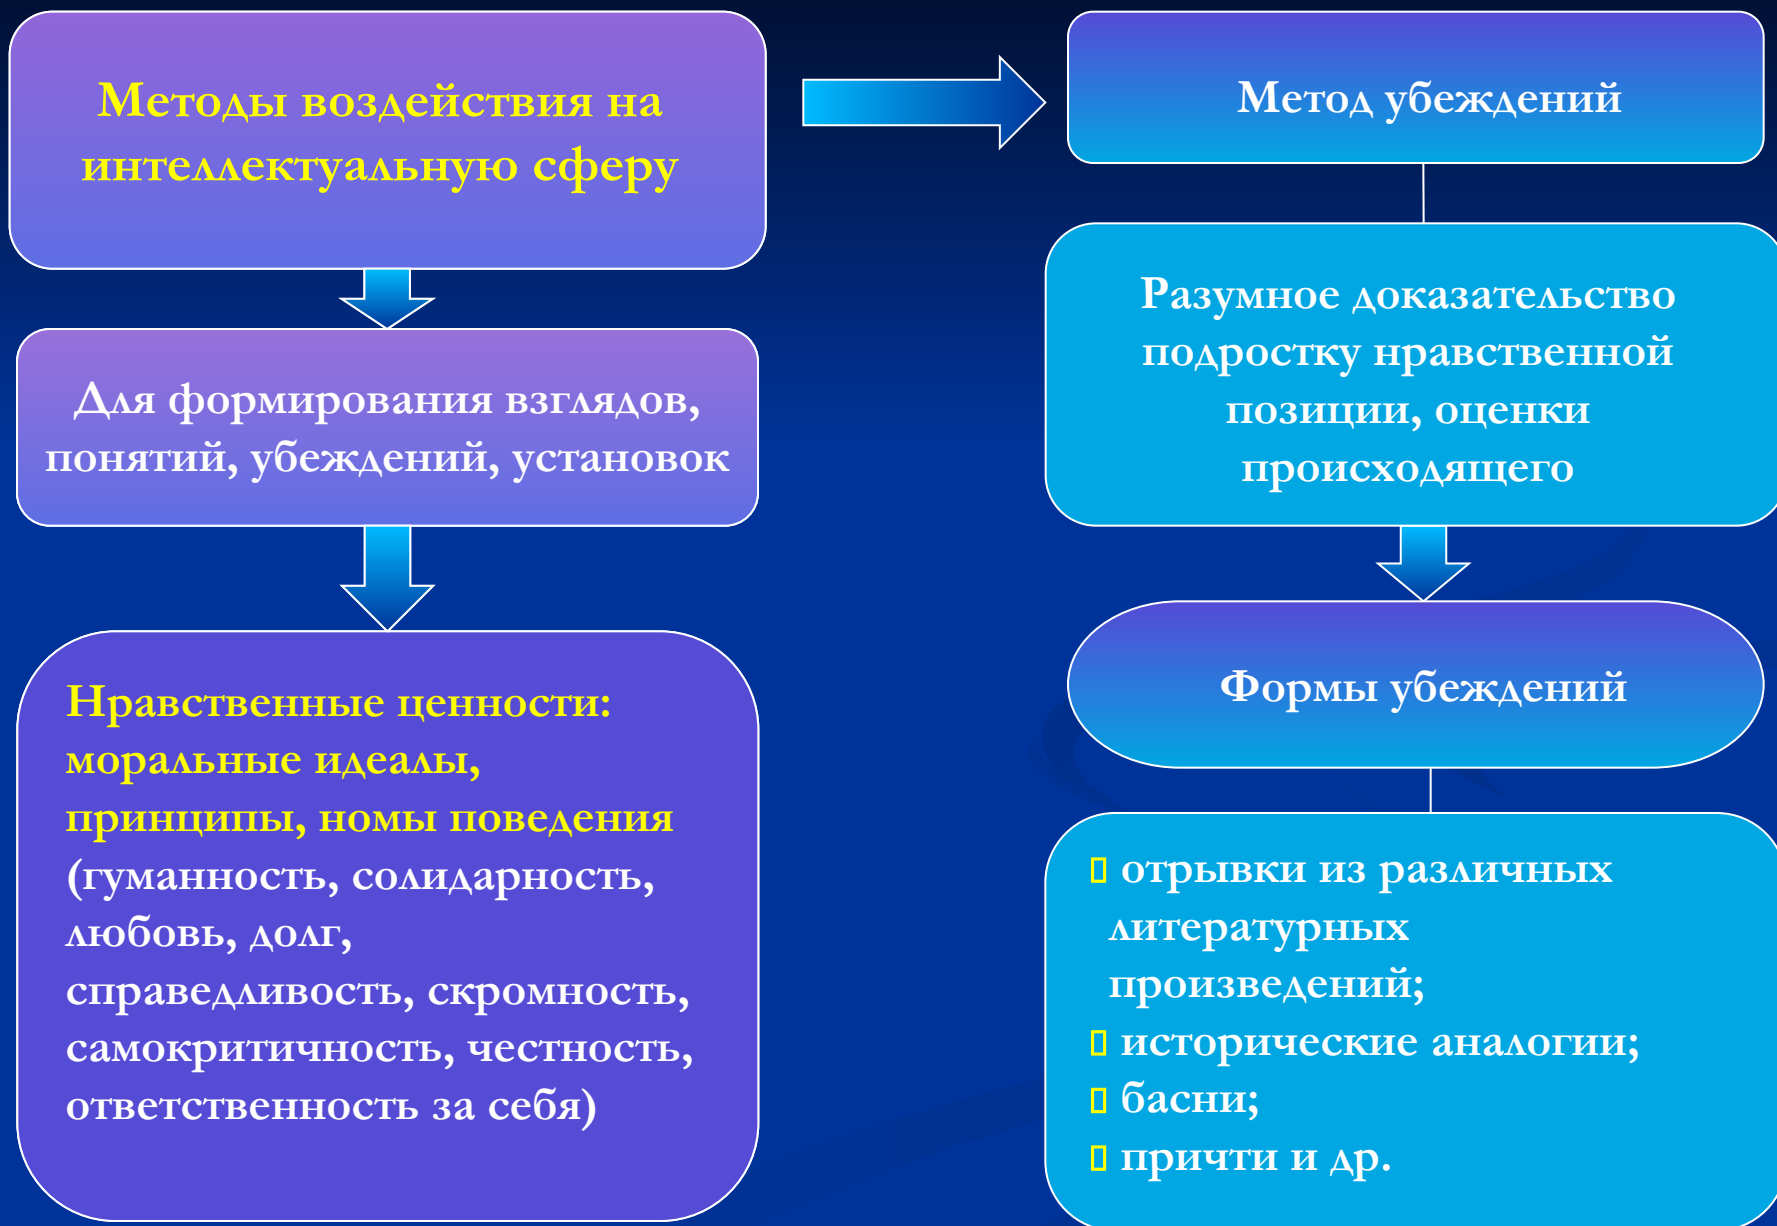 Методы воздействия на
интеллектуальную сферу
Для формирования взглядов,
понятий, убеждений, установок
Нравственные ценности:
моральные идеалы,
принципы, номы поведения
(гуманность, солидарность,
любовь, долг,
справедливость, скромность,
самокритичность, честность,
ответственность за себя)
Метод убеждений
Разумное доказательство
подростку нравственной
позиции, оценки
происходящего
Формы убеждений
отрывки из различных
литературных
произведений;
исторические аналогии;
басни;
причти и др.